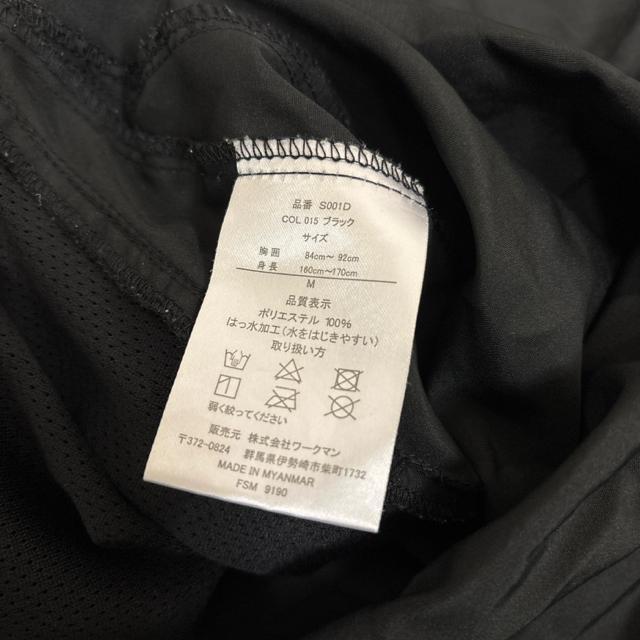 品番 S001D
COL 015 ブラック
サイズ
胸囲 84cm～ 92cm
身長 160cm～170cm
M
品質表示
ポリエステル 100%
はっ水加工(水をはじきやすい)
取り扱い方
弱く絞ってください
販売元 株式会社ワークマン
〒372-0824 群馬県伊勢崎市柴町1732
MADE IN MYANMAR
FSM 9190